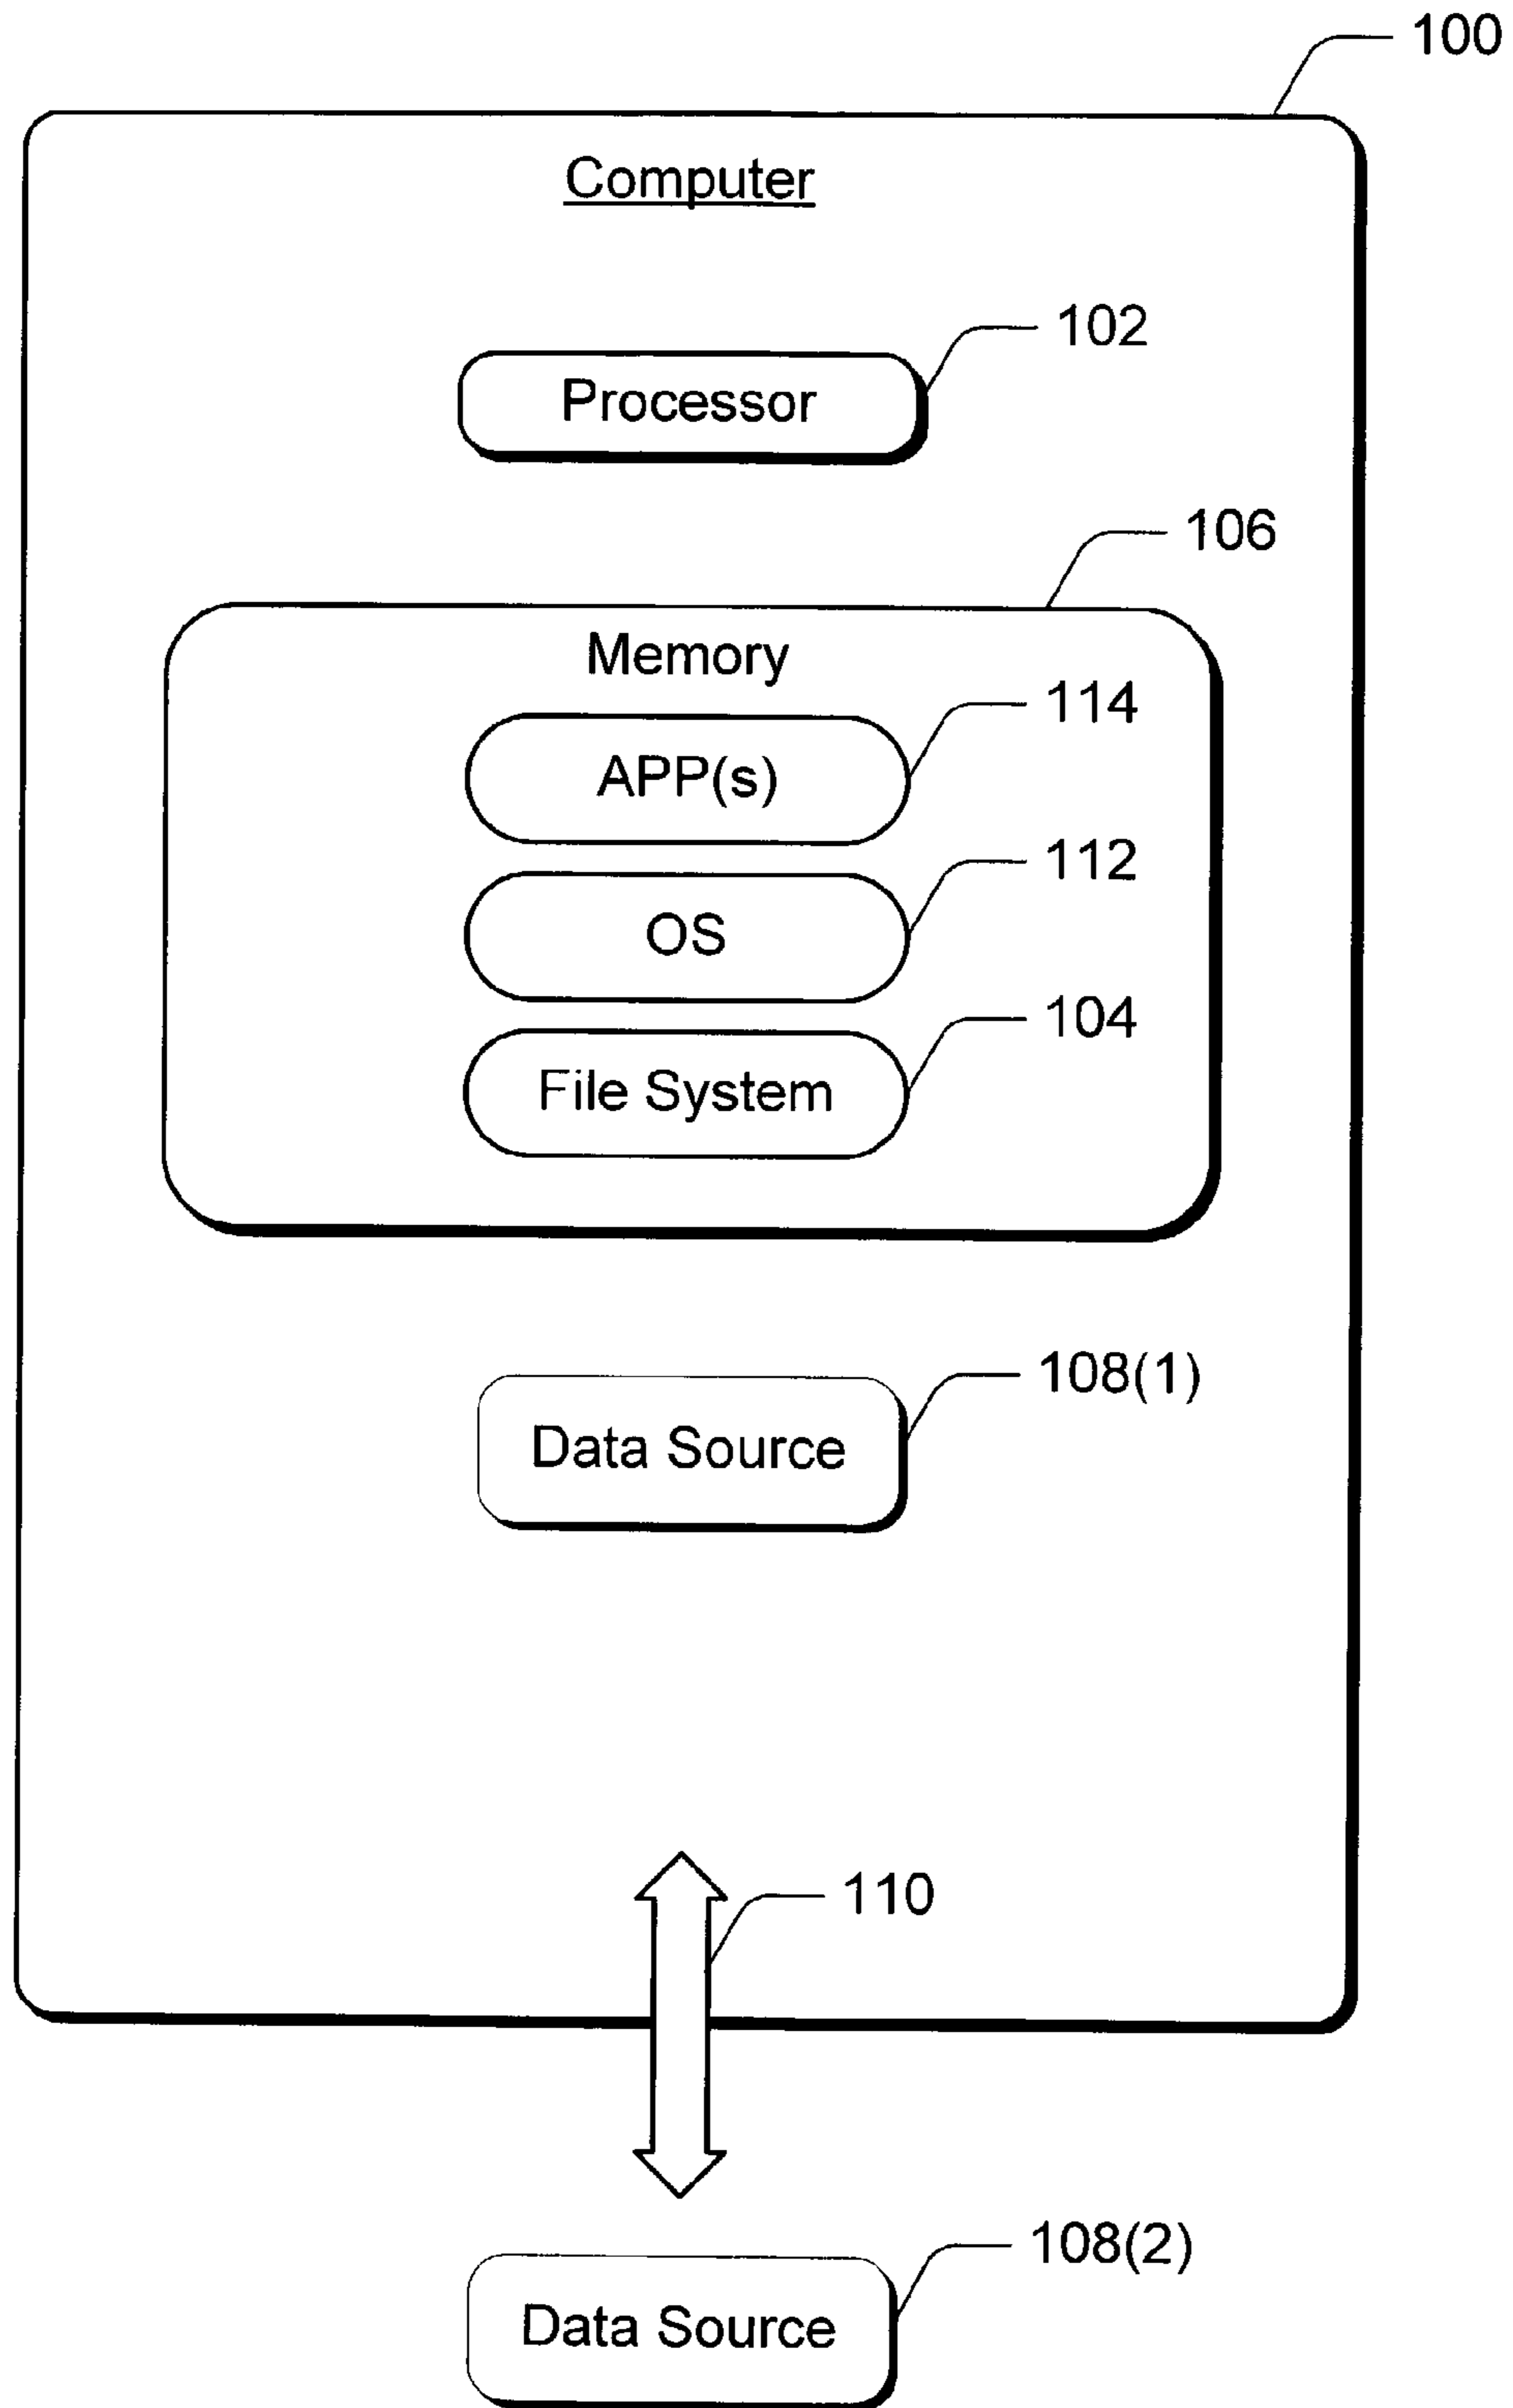 100
Computer
102
Processor
106
Memory
114
APP(s)
112
OS
104
File System
108(1)
Data Source
110
108(2)
Data Source